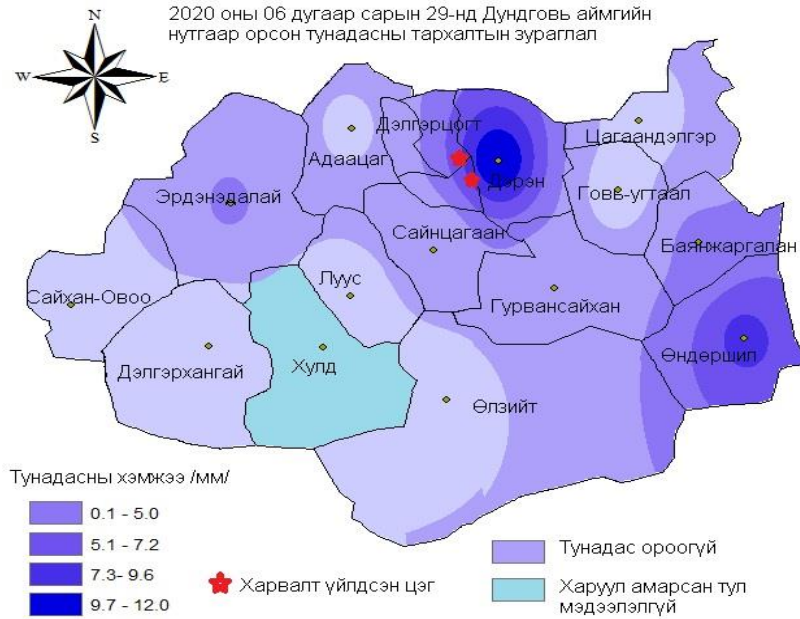 2020 оны 06 дугаар сарын 29-нд Дундговь аймгийн
нутгаар орсон тунадасны тархалтын зураглал
N
W
E
S
Дэлгэрцогт
Цагаандэлгэр
Адаацаг
Дэрэн
Эрдэнэдалай
Говь-угтаал
Сайнцагаан
Баянжаргалан
Луус
Сайхан-Овоо
Гурвансайхан
Өндөршил
Дэлгэрхангай
Хулд
Өлзийт
Тунадасны хэмжээ /мм/
0.1 - 5.0
5.1 - 7.2
7.3- 9.6
9.7 - 12.0
Харвалт үйлдсэн цэг
Тунадас ороогүй
Харуул амарсан тул
мэдээлэлгүй